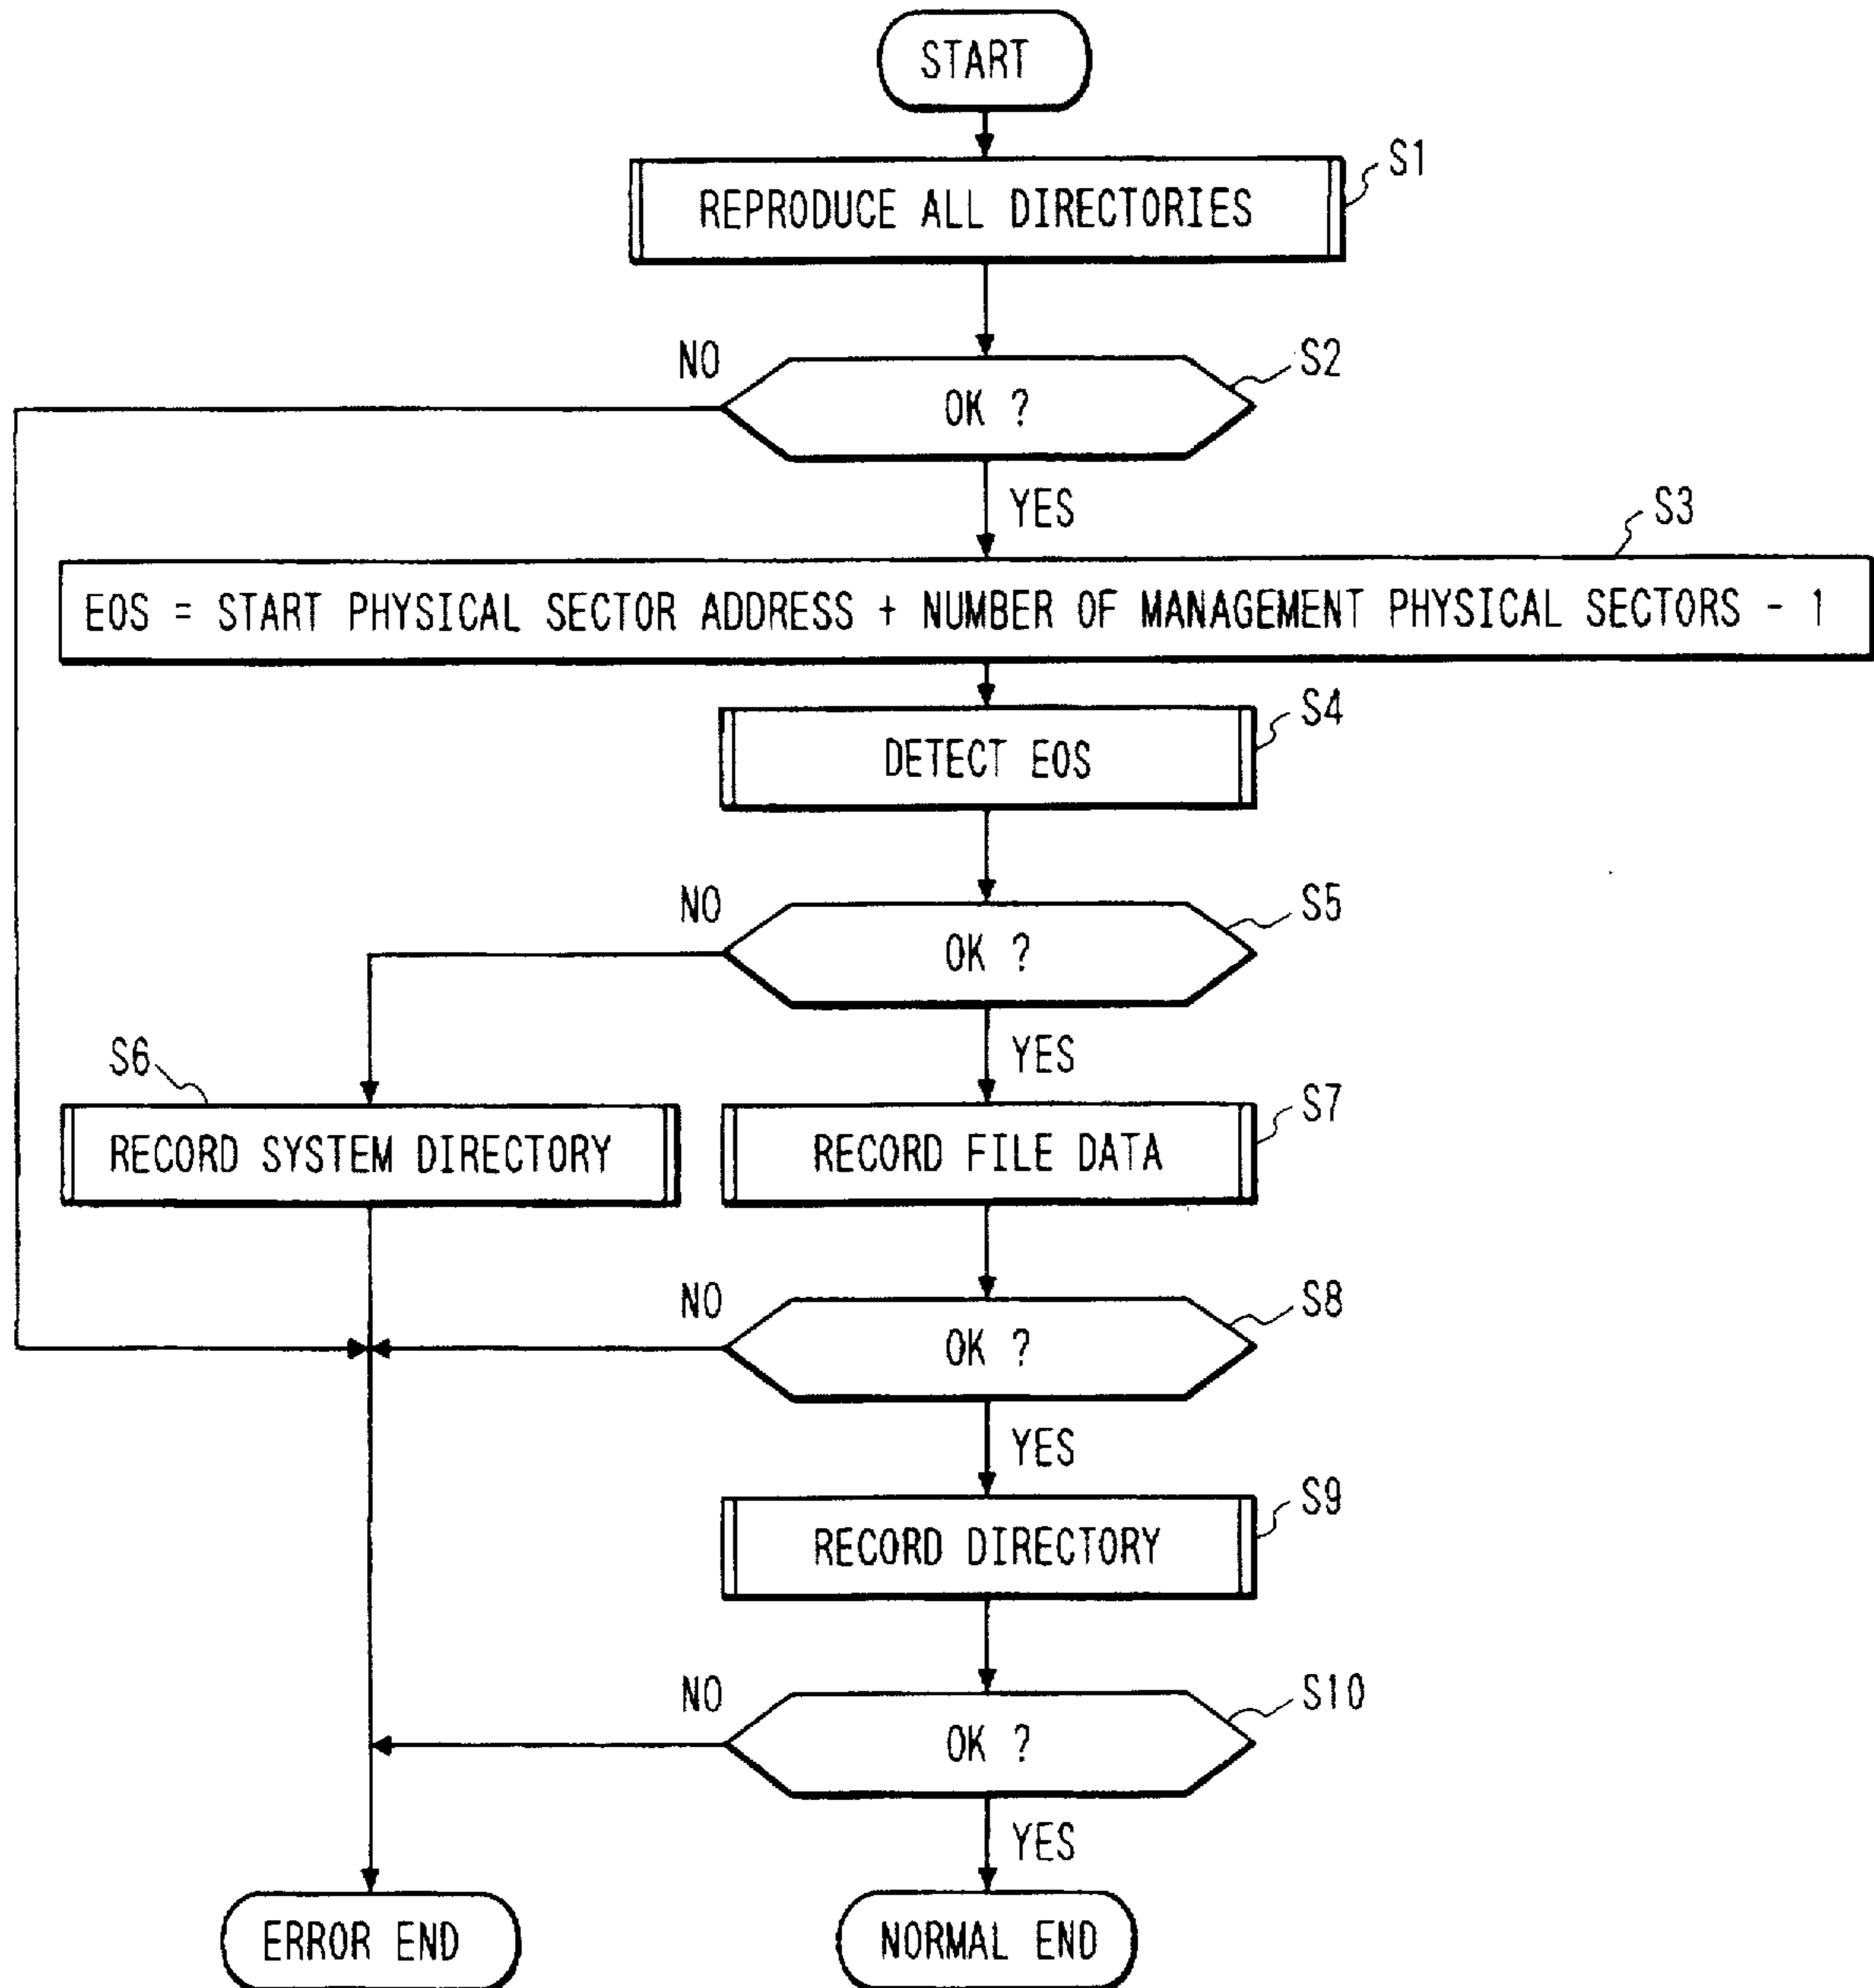 START
S1
REPRODUCE ALL DIRECTORIES
NO
S2
OK ?
YES
S3
EOS = START PHYSICAL SECTOR ADDRESS + NUMBER OF MANAGEMENT PHYSICAL SECTORS - 1
S4
DETECT EOS
NO
S5
OK ?
YES
S6
RECORD SYSTEM DIRECTORY
S7
RECORD FILE DATA
NO
S8
OK ?
YES
S9
RECORD DIRECTORY
NO
S10
OK ?
YES
ERROR END
NORMAL END